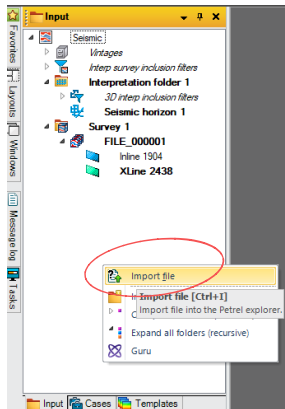 Input
Favorites
Seismic
Vintages
Interp survey inclusion filters
Layouts
Interpretation folder 1
3D interp inclusion filters
Seismic horizon 1
Windows
Survey 1
FILE_000001
Inline 1904
XLine 2438
Message log
Tasks
Import file
Import file [Ctrl+I]
Import file into the Petrel explorer.
Expand all folders (recursive)
Guru
Input
Cases
Templates